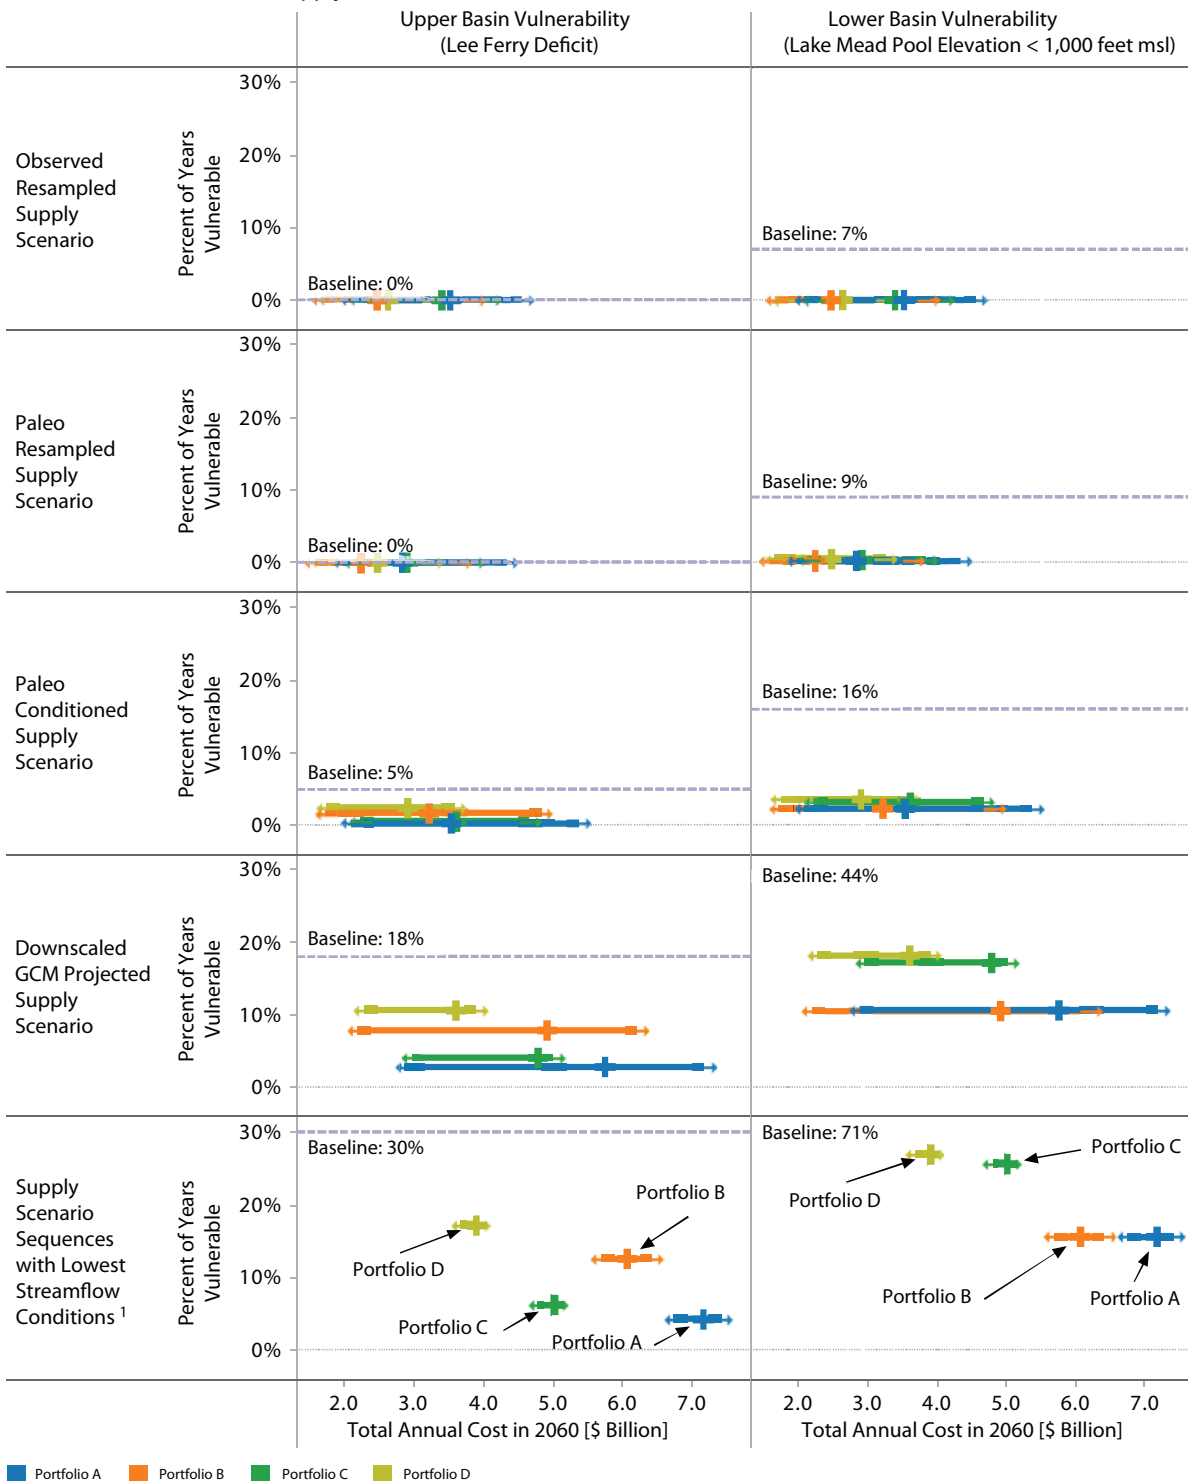 Upper Basin Vulnerability
(Lee Ferry Deficit)
Lower Basin Vulnerability
(Lake Mead Pool Elevation < 1,000 feet msl)
Observed
Resampled
Supply
Scenario
Percent of Years
Vulnerable
30%
20%
10%
0%
Baseline: 0%
Baseline: 7%
Paleo
Resampled
Supply
Scenario
Percent of Years
Vulnerable
30%
20%
10%
0%
Baseline: 0%
Baseline: 9%
Paleo
Conditioned
Supply
Scenario
Percent of Years
Vulnerable
30%
20%
10%
0%
Baseline: 5%
Baseline: 16%
Downscaled
GCM Projected
Supply
Scenario
Percent of Years
Vulnerable
30%
20%
10%
0%
Baseline: 18%
Baseline: 44%
Supply
Scenario
Sequences
with Lowest
Streamflow
Conditions 1
Percent of Years
Vulnerable
30%
20%
10%
0%
Baseline: 30%
Portfolio B
Portfolio D
Portfolio C
Portfolio A
Baseline: 71%
Portfolio C
Portfolio D
Portfolio B
Portfolio A
2.0 3.0 4.0 5.0 6.0 7.0
Total Annual Cost in 2060 [$ Billion]
2.0 3.0 4.0 5.0 6.0 7.0
Total Annual Cost in 2060 [$ Billion]
Portfolio A Portfolio B Portfolio C Portfolio D